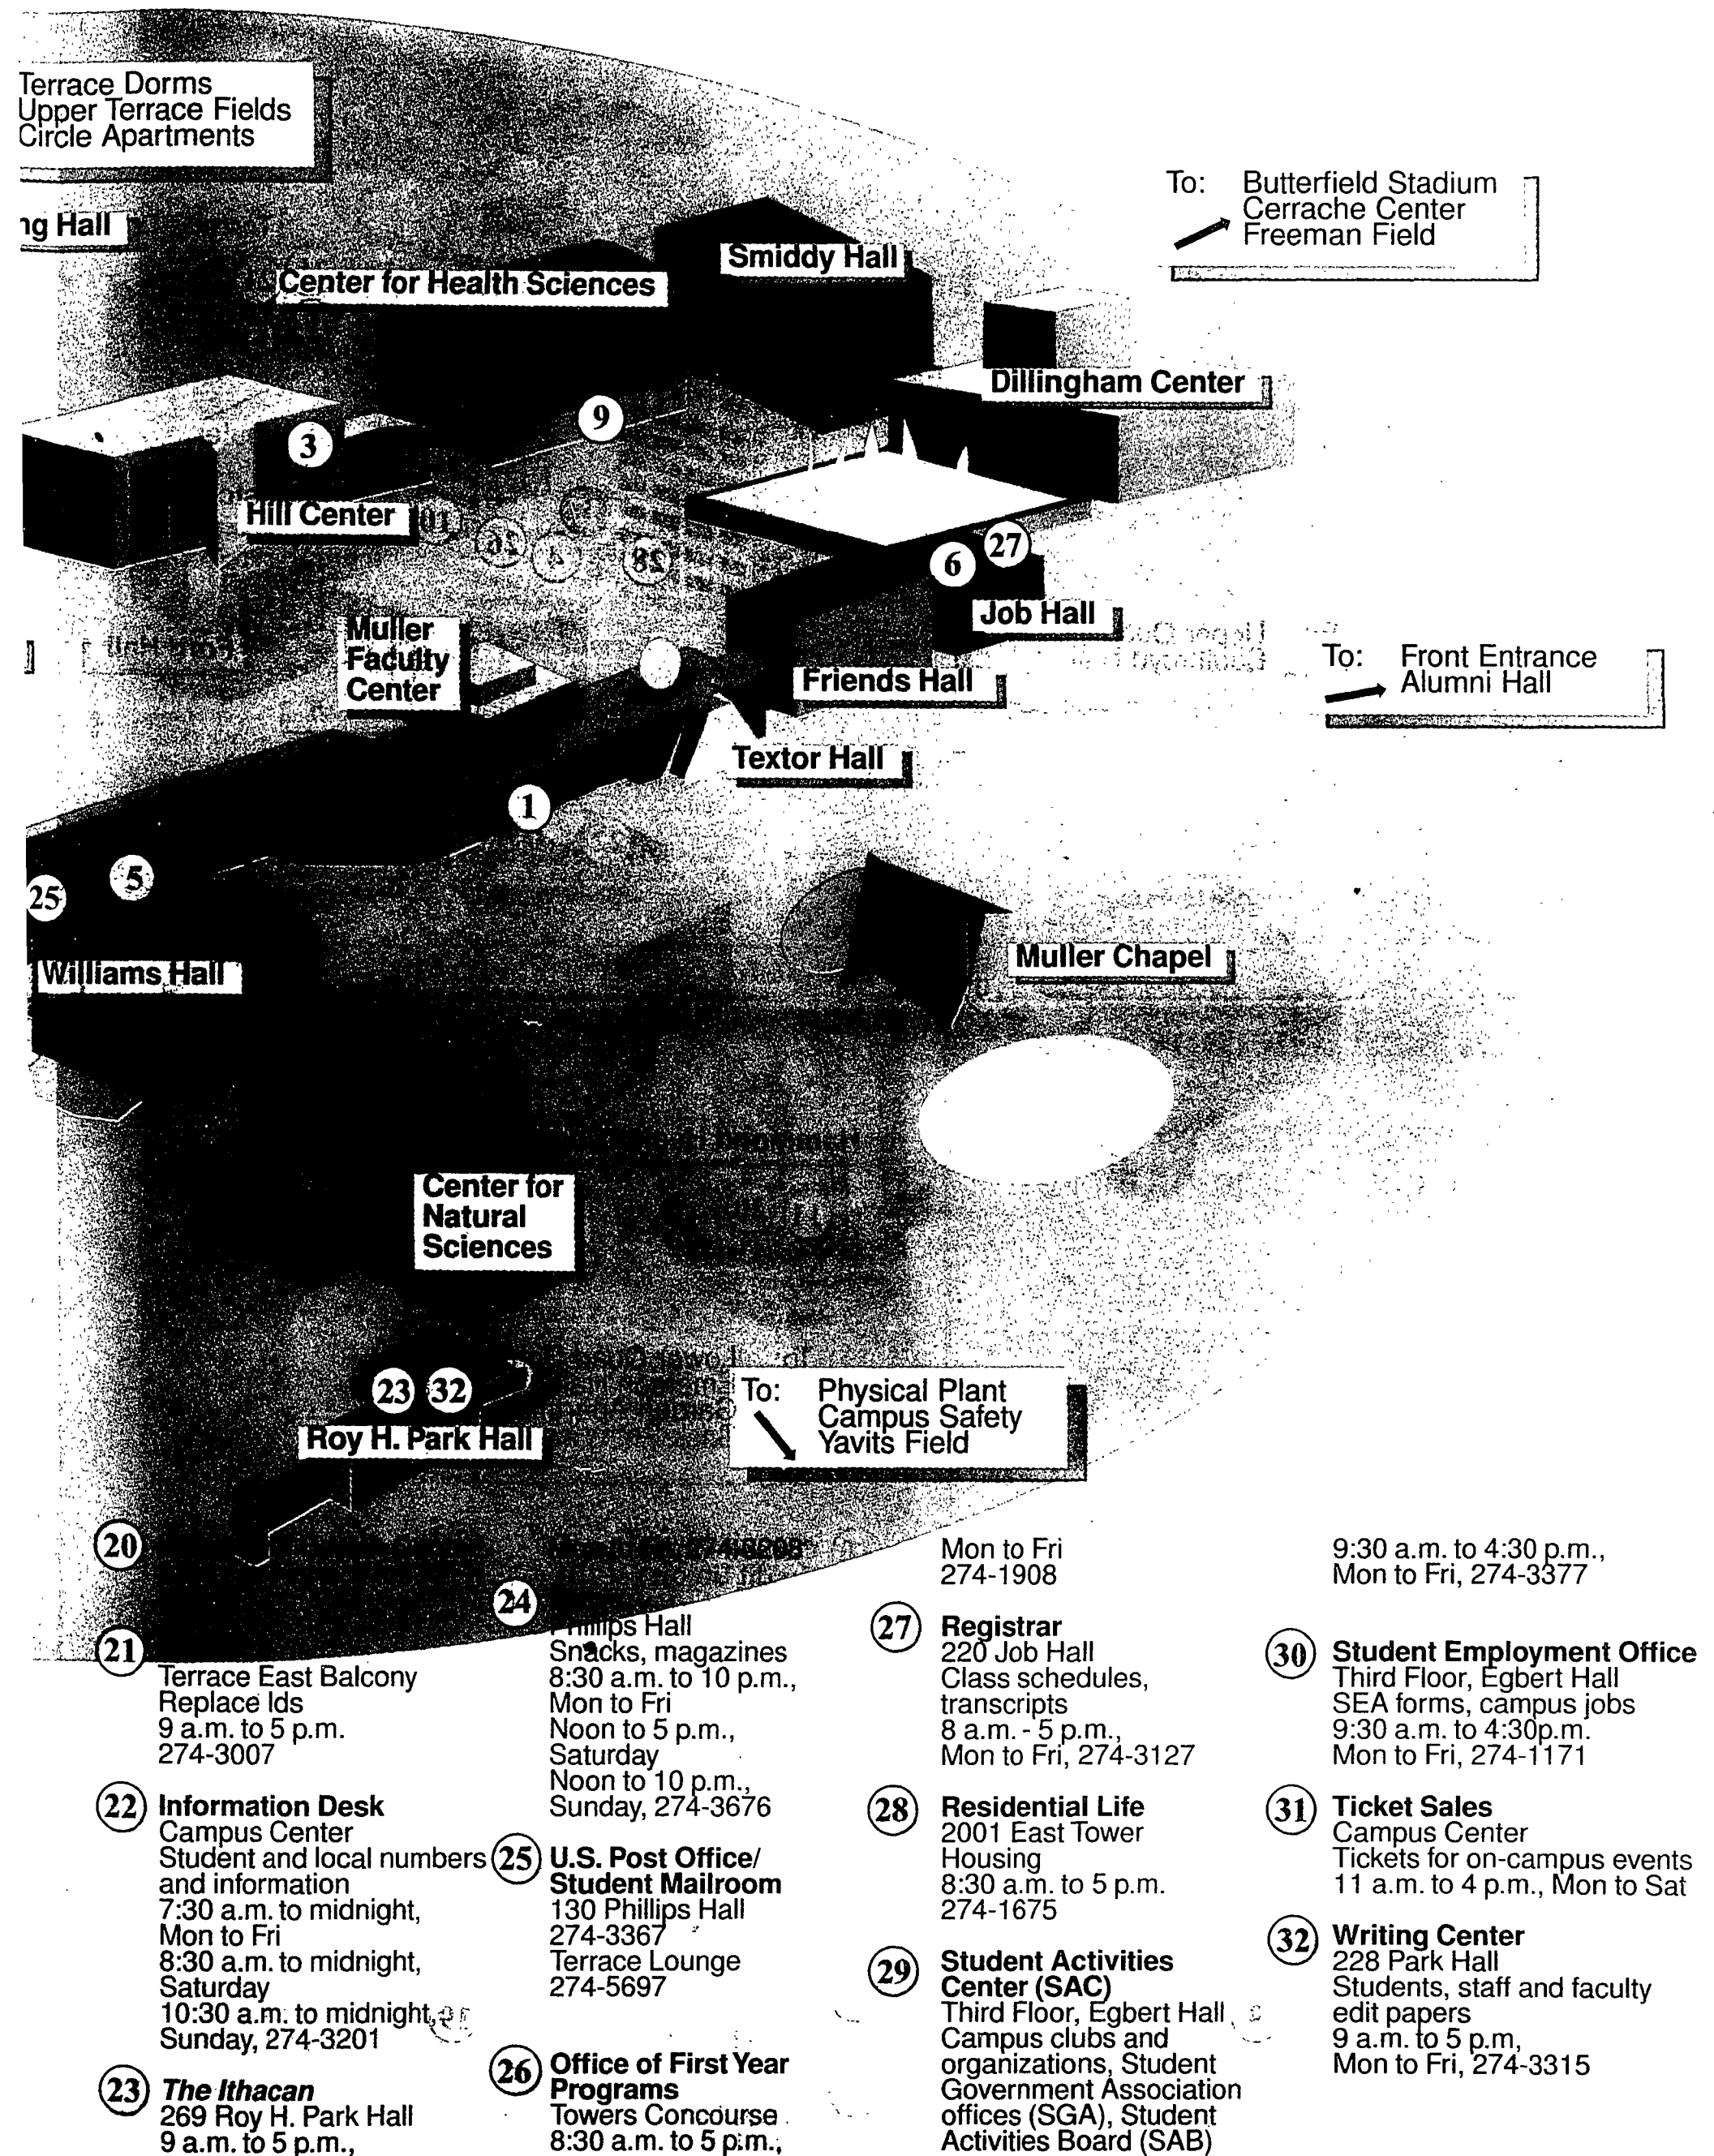 Terrace Dorms
Upper Terrace Fields
Circle Apartments
ng Hall
To: Butterfield Stadium
Cerrache Center
Freeman Field
Smiddy Hall
Center for Health Sciences
Dillingham Center
9
3
Hill Center
27
6
Job Hall
Muller
Faculty
Center
To: Front Entrance
Alumni Hall
Friends Hall
Textor Hall
1
5
25
Williams Hall
Muller Chapel
Center for
Natural
Sciences
23 32
Roy H. Park Hall
To: Physical Plant
Campus Safety
Yavits Field
20
21
Terrace East Balcony
Replace Ids
9 a.m. to 5 p.m.
274-3007
22 Information Desk
Campus Center
Student and local numbers
and information
7:30 a.m. to midnight,
Mon to Fri
8:30 a.m. to midnight,
Saturday
10:30 a.m. to midnight,
Sunday, 274-3201
23 The Ithacan
269 Roy H. Park Hall
9 a.m. to 5 p.m.,
274-3208
24
Phillips Hall
Snacks, magazines
8:30 a.m. to 10 p.m.,
Mon to Fri
Noon to 5 p.m.,
Saturday
Noon to 10 p.m.,
Sunday, 274-3676
25 U.S. Post Office/
Student Mailroom
130 Phillips Hall
274-3367
Terrace Lounge
274-5697
26 Office of First Year
Programs
Towers Concourse
8:30 a.m. to 5 p.m.,
Mon to Fri
274-1908
27 Registrar
220 Job Hall
Class schedules,
transcripts
8 a.m. - 5 p.m.,
Mon to Fri, 274-3127
28 Residential Life
2001 East Tower
Housing
8:30 a.m. to 5 p.m.
274-1675
29 Student Activities
Center (SAC)
Third Floor, Egbert Hall
Campus clubs and
organizations, Student
Government Association
offices (SGA), Student
Activities Board (SAB)
9:30 a.m. to 4:30 p.m.,
Mon to Fri, 274-3377
30 Student Employment Office
Third Floor, Egbert Hall
SEA forms, campus jobs
9:30 a.m. to 4:30p.m.
Mon to Fri, 274-1171
31 Ticket Sales
Campus Center
Tickets for on-campus events
11 a.m. to 4 p.m., Mon to Sat
32 Writing Center
228 Park Hall
Students, staff and faculty
edit papers
9 a.m. to 5 p.m,
Mon to Fri, 274-3315